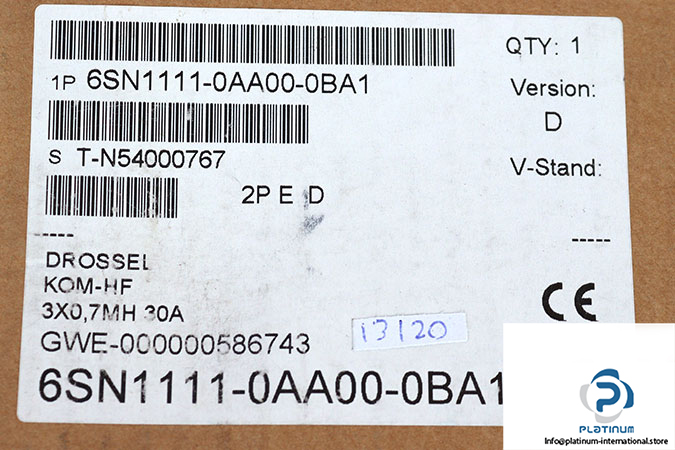 QTY: 1
1P 6SN1111-0AA00-0BA1
Version:
D
S T-N54000767
V-Stand:
2P E D
-----
-----
DROSSEL
KOM-HF
3X0,7MH 30A
13120
GWE-000000586743
CE
6SN1111-0AA00-0BA1
PLATINUM
Info@platinum-international.store